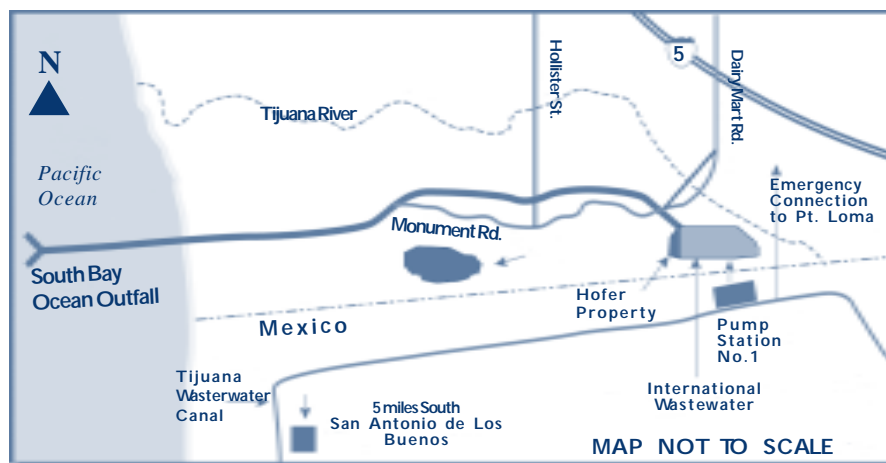 N
Pacific
Ocean
Tijuana River
Hollister St.
5
Dairy Mart Rd.
Emergency
Connection
to Pt. Loma
Monument Rd.
South Bay
Ocean Outfall
Hofer
Property
Mexico
Pump
Station
No.1
Tijuana
Wasterwater
Canal
5 miles South
San Antonio de Los
Buenos
International
Wastewater
MAP NOT TO SCALE